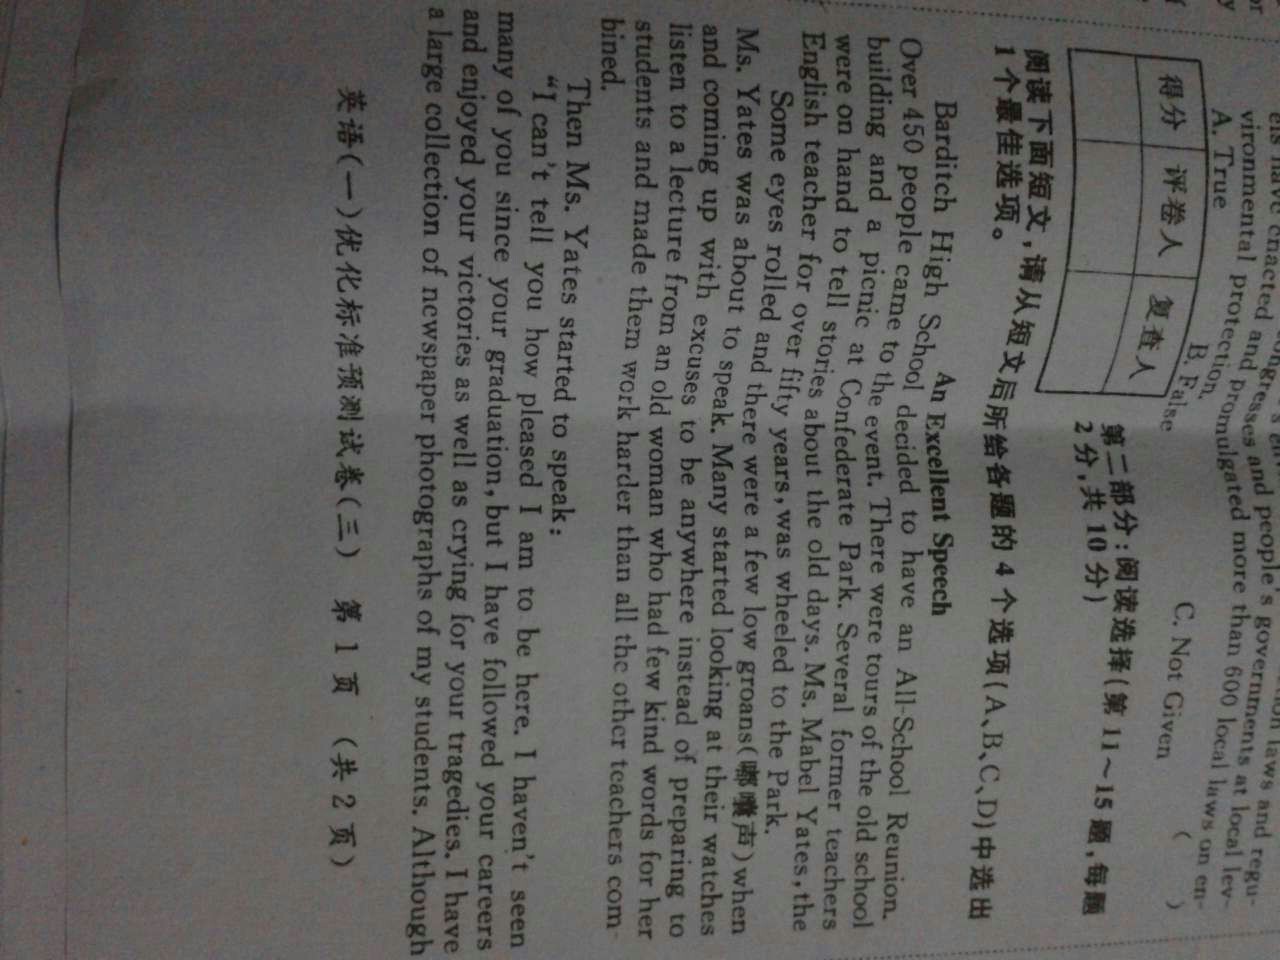 els have enacted
laws and regu-
vironmental protection.
and promulgated more than 600 local laws on en-
congresses and people's governments at local lev-
A. True
B. False
C. Not Given
( )
得分 评卷人 复查人
第二部分:阅读选择(第 11～15 题,每题
2 分,共 10 分)
阅读下面短文,请从短文后所给各题的 4 个选项(A、B、C、D)中选出
1 个最佳选项。
An Excellent Speech
Barditch High School decided to have an All-School Reunion.
Over 450 people came to the event. There were tours of the old school
building and a picnic at Confederate Park. Several former teachers
were on hand to tell stories about the old days. Ms. Mabel Yates, the
English teacher for over fifty years, was wheeled to the Park.
Some eyes rolled and there were a few low groans(嘟囔声) when
Ms. Yates was about to speak. Many started looking at their watches
and coming up with excuses to be anywhere instead of preparing to
listen to a lecture from an old woman who had few kind words for her
students and made them work harder than all the other teachers com-
bined.
Then Ms. Yates started to speak:
"I can't tell you how pleased I am to be here. I haven't seen
many of you since your graduation, but I have followed your careers
and enjoyed your victories as well as crying for your tragedies. I have
a large collection of newspaper photographs of my students. Although
英语(一)优化标准预测试卷(三) 第 1 页 (共 2 页)